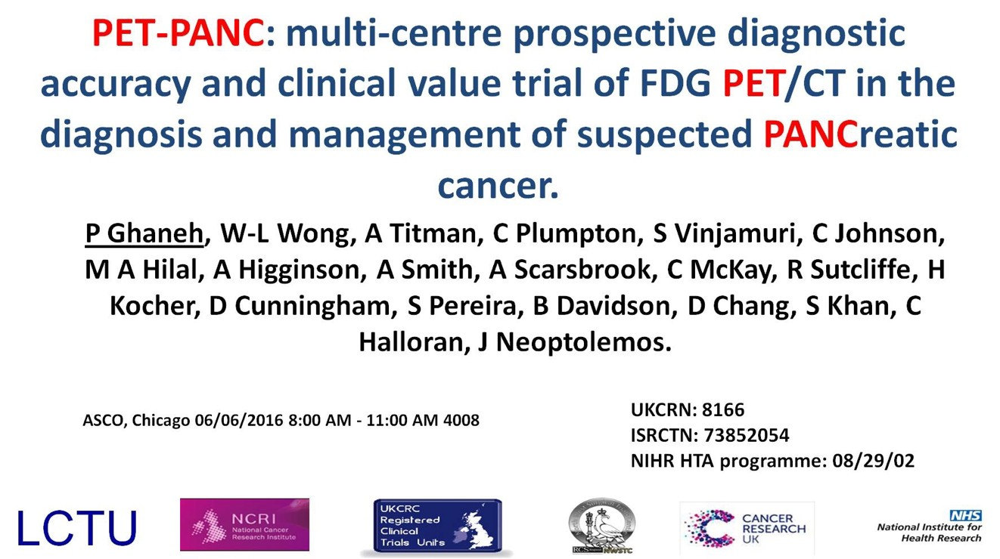 PET-PANC: multi-centre prospective diagnostic
accuracy and clinical value trial of FDG PET/CT in the
diagnosis and management of suspected PANCreatic
cancer.
P Ghaneh, W-L Wong, A Titman, C Plumpton, S Vinjamuri, C Johnson,
M A Hilal, A Higginson, A Smith, A Scarsbrook, C McKay, R Sutcliffe, H
Kocher, D Cunningham, S Pereira, B Davidson, D Chang, S Khan, C
Halloran, J Neoptolemos.
ASCO, Chicago 06/06/2016 8:00 AM - 11:00 AM 4008
UKCRN: 8166
ISRCTN: 73852054
NIHR HTA programme: 08/29/02
LCTU
NCRI
National Cancer
Research Institute
UKCRC
Registered
Clinical
Trials Units
RCS
NWSTC
CANCER
RESEARCH
UK
NHS
National Institute for
Health Research